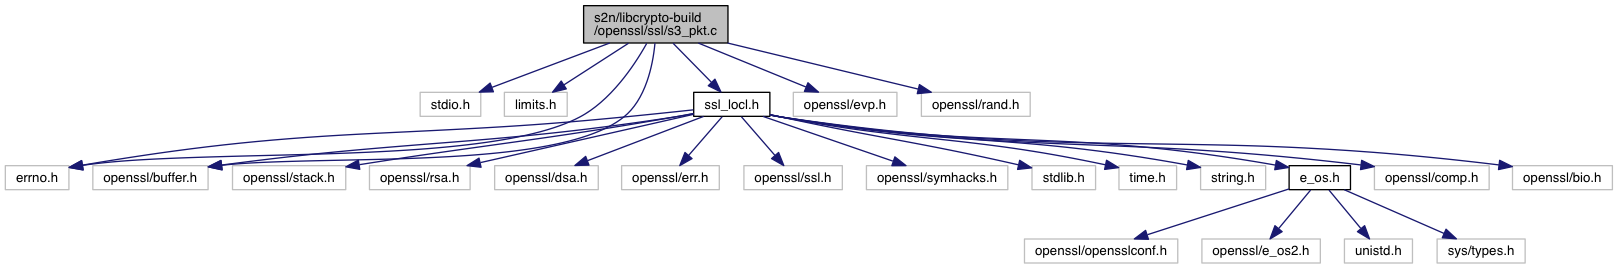 s2n/libcrypto-build
/openssl/ssl/s3_pkt.c
stdio.h
limits.h
ssl_locl.h
openssl/evp.h
openssl/rand.h
errno.h
openssl/buffer.h
openssl/stack.h
openssl/rsa.h
openssl/dsa.h
openssl/err.h
openssl/ssl.h
openssl/symhacks.h
stdlib.h
time.h
string.h
e_os.h
openssl/comp.h
openssl/bio.h
openssl/opensslconf.h
openssl/e_os2.h
unistd.h
sys/types.h